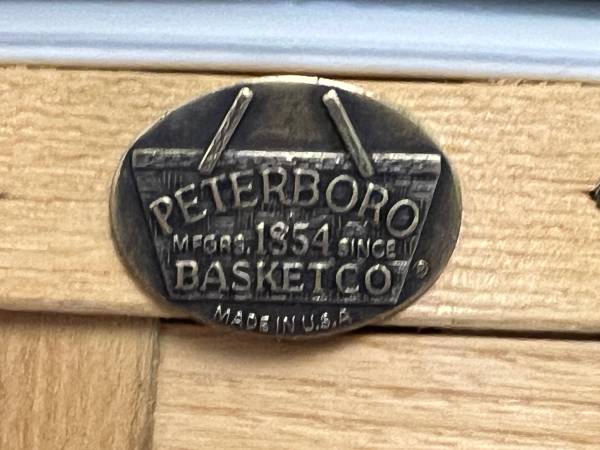 PETERBORO
MFGRS. 1854 SINCE
BASKET CO ®
MADE IN U.S.A